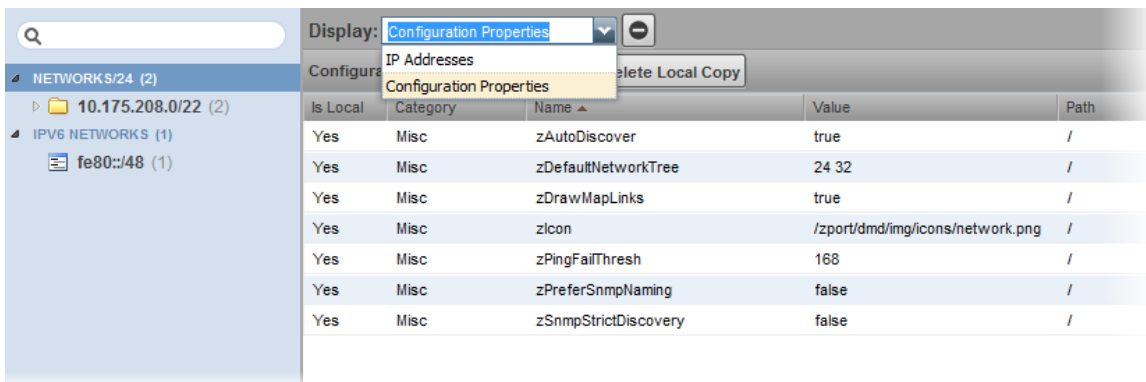 Display: Configuration Properties
IP Addresses
Configuration Properties
Configura
elete Local Copy
NETWORKS/24 (2)
10.175.208.0/22 (2)
IPV6 NETWORKS (1)
fe80::/48 (1)
Is Local Category Name Value Path
Yes Misc zAutoDiscover true /
Yes Misc zDefaultNetworkTree 24 32 /
Yes Misc zDrawMapLinks true /
Yes Misc zIcon /zport/dmd/img/icons/network.png /
Yes Misc zPingFailThresh 168 /
Yes Misc zPreferSnmpNaming false /
Yes Misc zSnmpStrictDiscovery false /